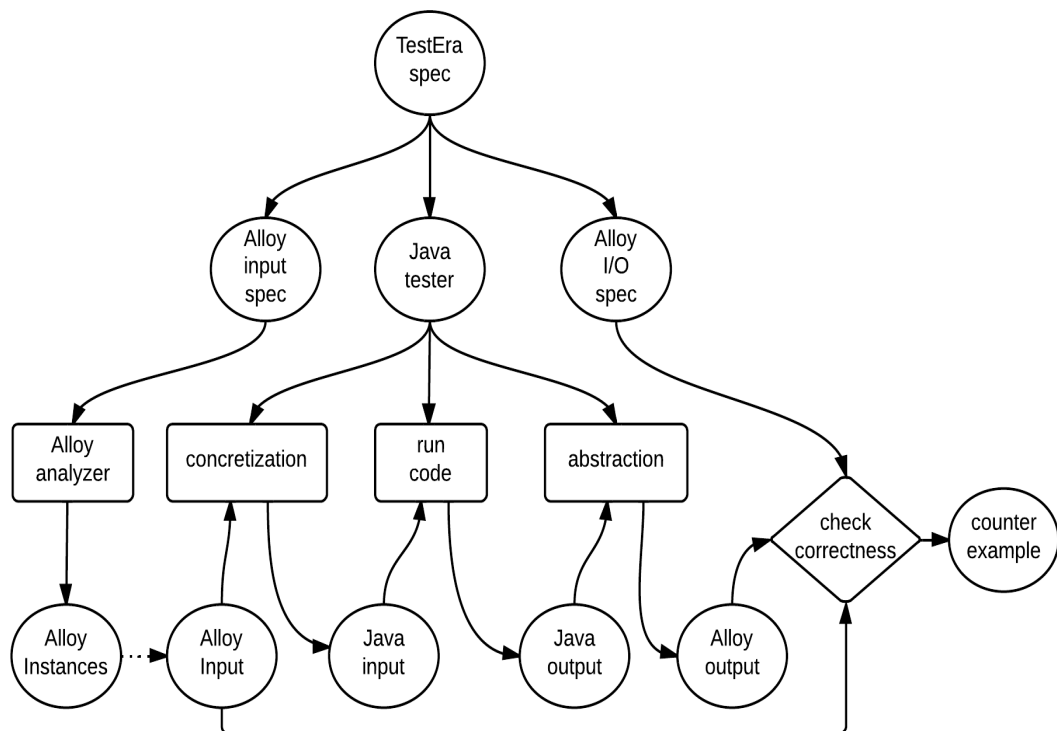 TestEra
spec
Alloy
input
spec
Java
tester
Alloy
I/O
spec
Alloy
analyzer
concretization
run
code
abstraction
check
correctness
counter
example
Alloy
Instances
Alloy
Input
Java
input
Java
output
Alloy
output